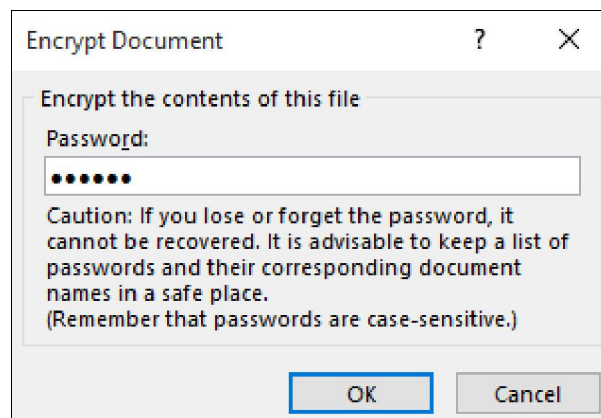 Encrypt Document ?
Encrypt the contents of this file
Password:
••••••
Caution: If you lose or forget the password, it
cannot be recovered. It is advisable to keep a list of
passwords and their corresponding document
names in a safe place.
(Remember that passwords are case-sensitive.)
OK Cancel